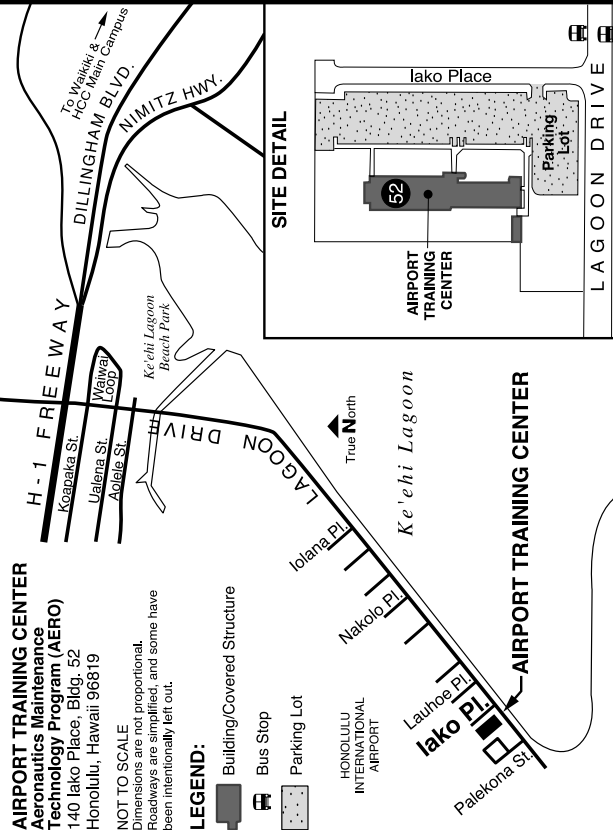 AIRPORT TRAINING CENTER
Aeronautics Maintenance
Technology Program (AERO)
140 Iako Place, Bldg. 52
Honolulu, Hawaii 96819
NOT TO SCALE
Dimensions are not proportional.
Roadways are simplified, and some have
been intentionally left out.
LEGEND:
Building/Covered Structure
Bus Stop
Parking Lot
HONOLULU
INTERNATIONAL
AIRPORT
H-1 FREEWAY
Koapaka St.
Ualena St.
Waiwai
Loop
Aolele St.
To Waikiki &
HCC Main Campus
DILLINGHAM BLVD.
NIMITZ HWY.
Ke'ehi Lagoon
Beach Park
LAGOON DRIVE
True North
Ke'ehi Lagoon
Iolana Pl.
Nakolo Pl.
Lauhoe Pl.
Iako Pl.
Palekona St.
AIRPORT TRAINING CENTER
SITE DETAIL
Iako Place
Parking
Lot
52
AIRPORT
TRAINING
CENTER
LAGOON DRIVE